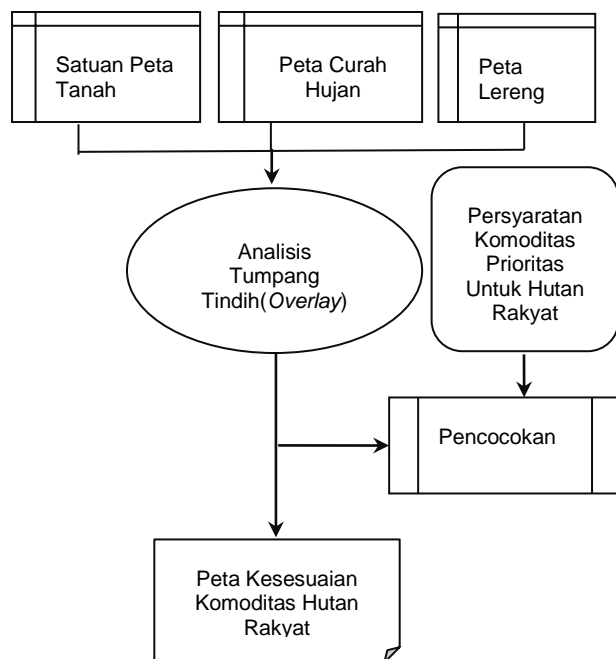 Satuan Peta
Tanah
Peta Curah
Hujan
Peta
Lereng
Analisis
Tumpang
Tindih(Overlay)
Persyaratan
Komoditas
Prioritas
Untuk Hutan
Rakyat
Pencocokan
Peta Kesesuaian
Komoditas Hutan
Rakyat